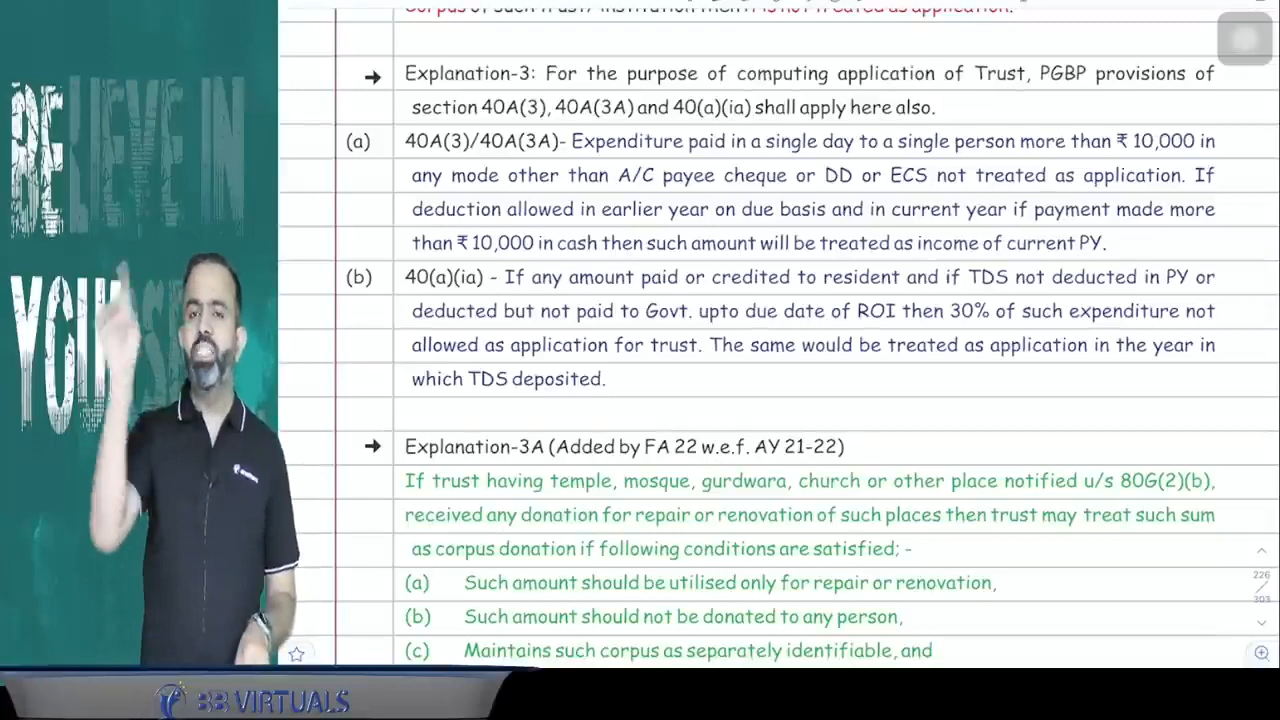 BELIEVE IN
YOU
Corpus
Explanation-3: For the purpose of computing application of Trust, PGBP provisions of
section 40A(3), 40A(3A) and 40(a)(ia) shall apply here also.
(a) 40A(3)/40A(3A)- Expenditure paid in a single day to a single person more than ₹ 10,000 in
any mode other than A/C payee cheque or DD or ECS not treated as application. If
deduction allowed in earlier year on due basis and in current year if payment made more
than ₹ 10,000 in cash then such amount will be treated as income of current PY.
(b) 40(a)(ia) - If any amount paid or credited to resident and if TDS not deducted in PY or
deducted but not paid to Govt. upto due date of ROI then 30% of such expenditure not
allowed as application for trust. The same would be treated as application in the year in
which TDS deposited.
Explanation-3A (Added by FA 22 w.e.f. AY 21-22)
If trust having temple, mosque, gurdwara, church or other place notified u/s 80G(2)(b),
received any donation for repair or renovation of such places then trust may treat such sum
as corpus donation if following conditions are satisfied; -
(a) Such amount should be utilised only for repair or renovation,
(b) Such amount should not be donated to any person,
(c) Maintains such corpus as separately identifiable, and
226
303
BB VIRTUALS